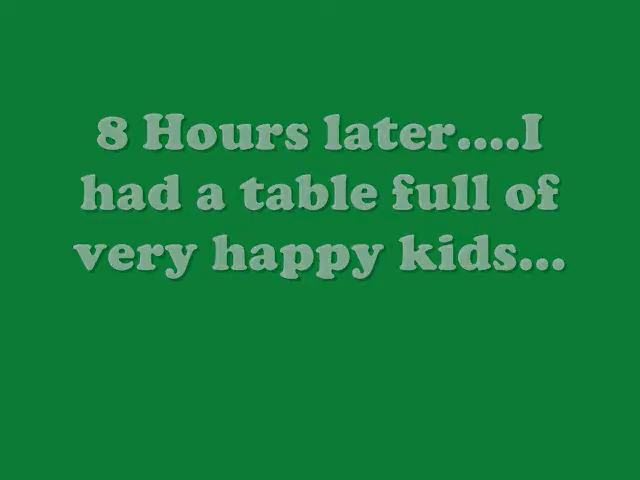 8 Hours later....I
had a table full of
very happy kids...